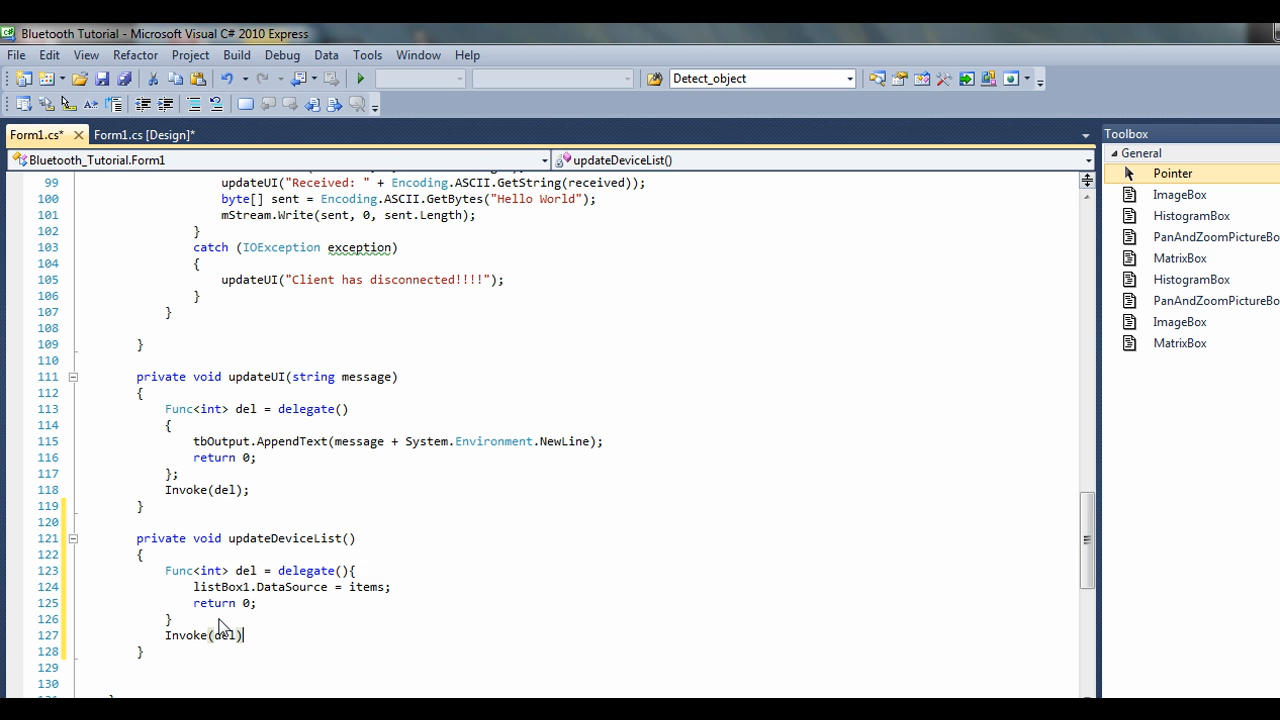 Bluetooth Tutorial - Microsoft Visual C# 2010 Express
File Edit View Refactor Project Build Debug Data Tools Window Help
Detect_object
Form1.cs* Form1.cs [Design]* Toolbox
Bluetooth_Tutorial.Form1 updateDeviceList() General
Pointer
ImageBox
HistogramBox
PanAndZoomPictureBo
MatrixBox
HistogramBox
PanAndZoomPictureBo
ImageBox
MatrixBox
99 updateUI("Received: " + Encoding.ASCII.GetString(received));
100 byte[] sent = Encoding.ASCII.GetBytes("Hello World");
101 mStream.Write(sent, 0, sent.Length);
102 }
103 catch (IOException exception)
104 {
105 updateUI("Client has disconnected!!!!");
106 }
107 }
108
109 }
110
111 private void updateUI(string message)
112 {
113 Func<int> del = delegate()
114 {
115 tbOutput.AppendText(message + System.Environment.NewLine);
116 return 0;
117 };
118 Invoke(del);
119 }
120
121 private void updateDeviceList()
122 {
123 Func<int> del = delegate(){
124 listBox1.DataSource = items;
125 return 0;
126 }
127 Invoke(del)
128 }
129
130